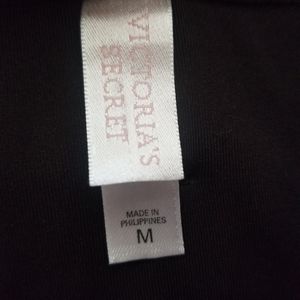 VICTORIA'S
SECRET
MADE IN
PHILIPPINES
M